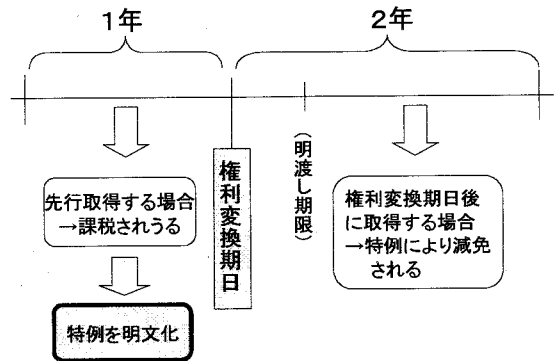 1年
2年
権利変換期日
（明渡し期限）
先行取得する場合
→課税されうる
権利変換期日後
に取得する場合
→特例により減免
される
特例を明文化